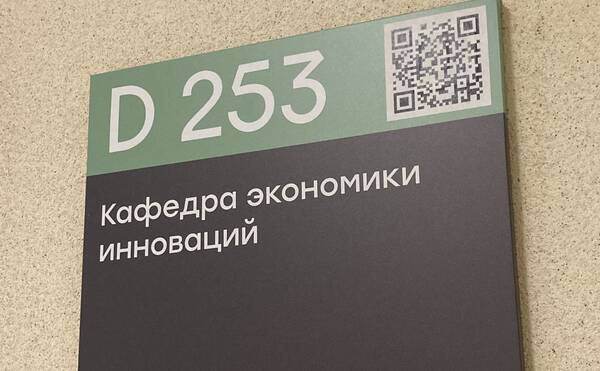 D 253
Кафедра экономики
инноваций